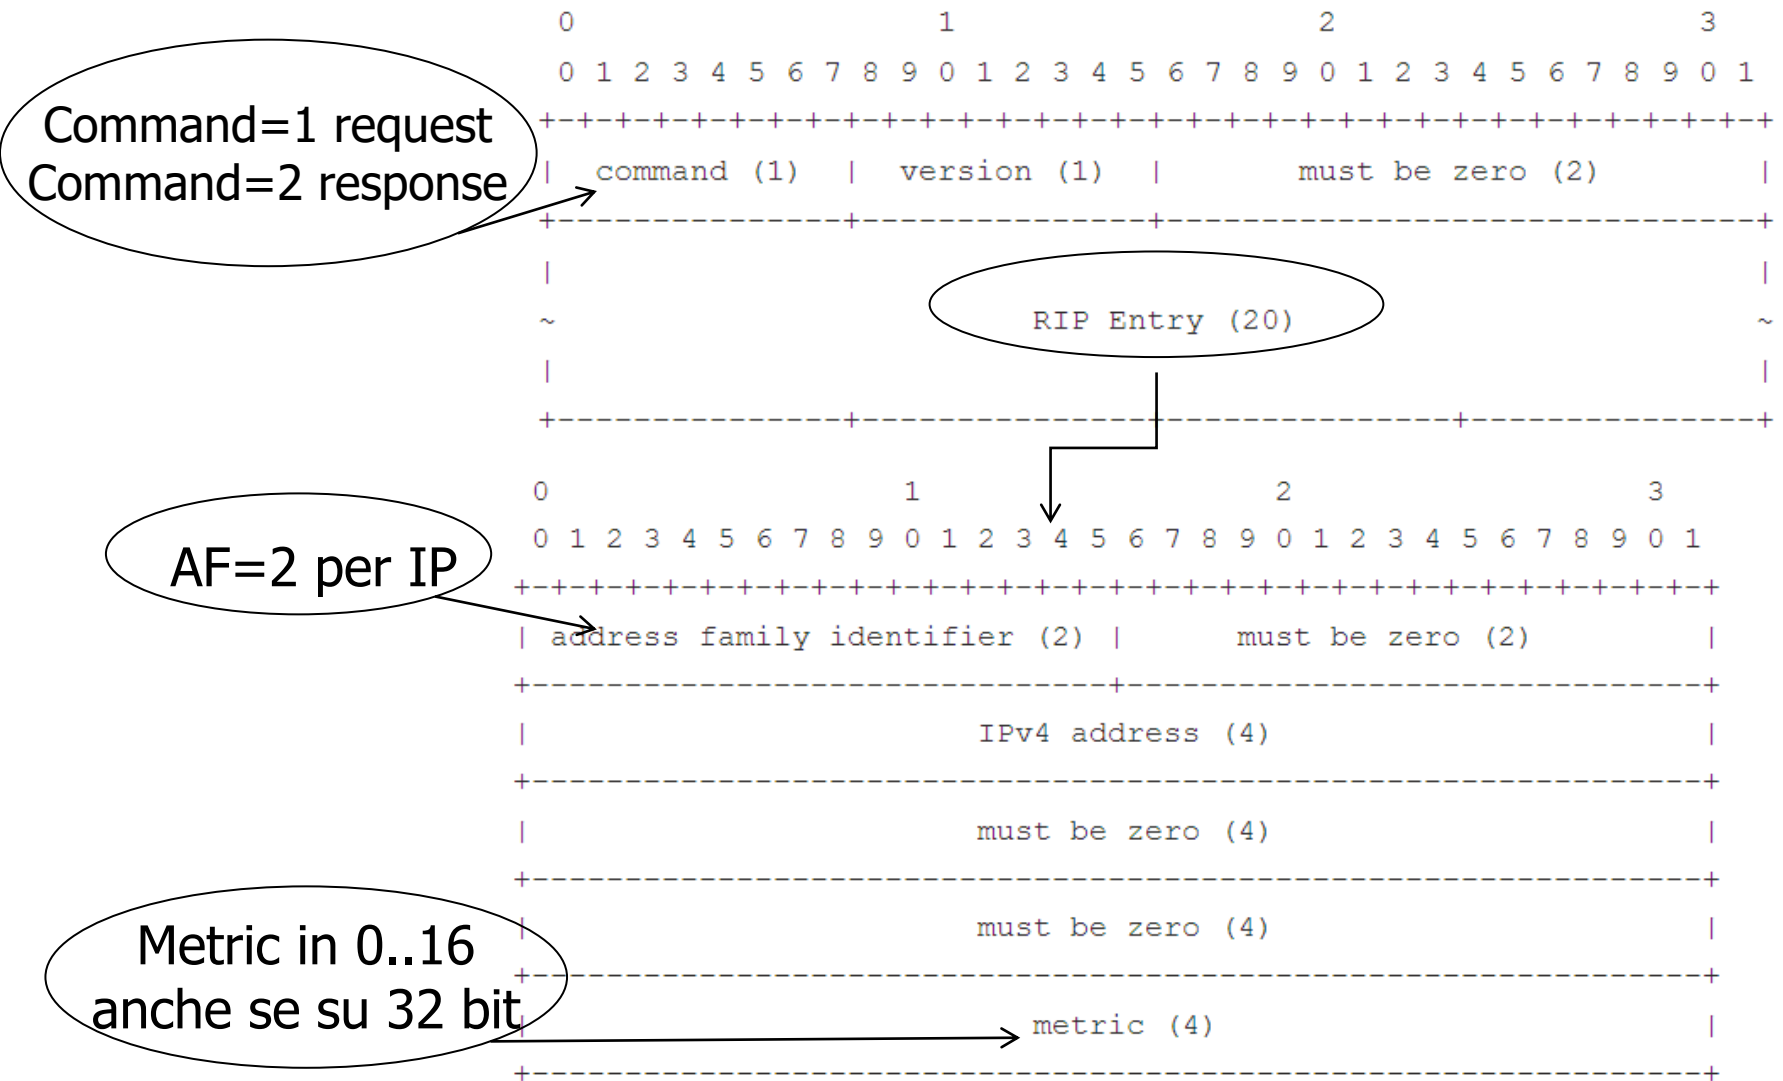 0 1 2 3
0 1 2 3 4 5 6 7 8 9 0 1 2 3 4 5 6 7 8 9 0 1 2 3 4 5 6 7 8 9 0 1
+-+-+-+-+-+-+-+-+-+-+-+-+-+-+-+-+-+-+-+-+-+-+-+-+-+-+-+-+-+-+-+-+
Command=1 request
Command=2 response
| command (1) | version (1) | must be zero (2) |
+---------------+---------------+-------------------------------+
| |
~ RIP Entry (20) ~
| |
+---------------+---------------+---------------+---------------+
0 1 2 3
0 1 2 3 4 5 6 7 8 9 0 1 2 3 4 5 6 7 8 9 0 1 2 3 4 5 6 7 8 9 0 1
AF=2 per IP
+-+-+-+-+-+-+-+-+-+-+-+-+-+-+-+-+-+-+-+-+-+-+-+-+-+-+-+-+-+-+-+-+
| address family identifier (2) | must be zero (2) |
+-------------------------------+-------------------------------+
| IPv4 address (4) |
+---------------------------------------------------------------+
| must be zero (4) |
+---------------------------------------------------------------+
| must be zero (4) |
+---------------------------------------------------------------+
Metric in 0..16
anche se su 32 bit
| metric (4) |
+---------------------------------------------------------------+